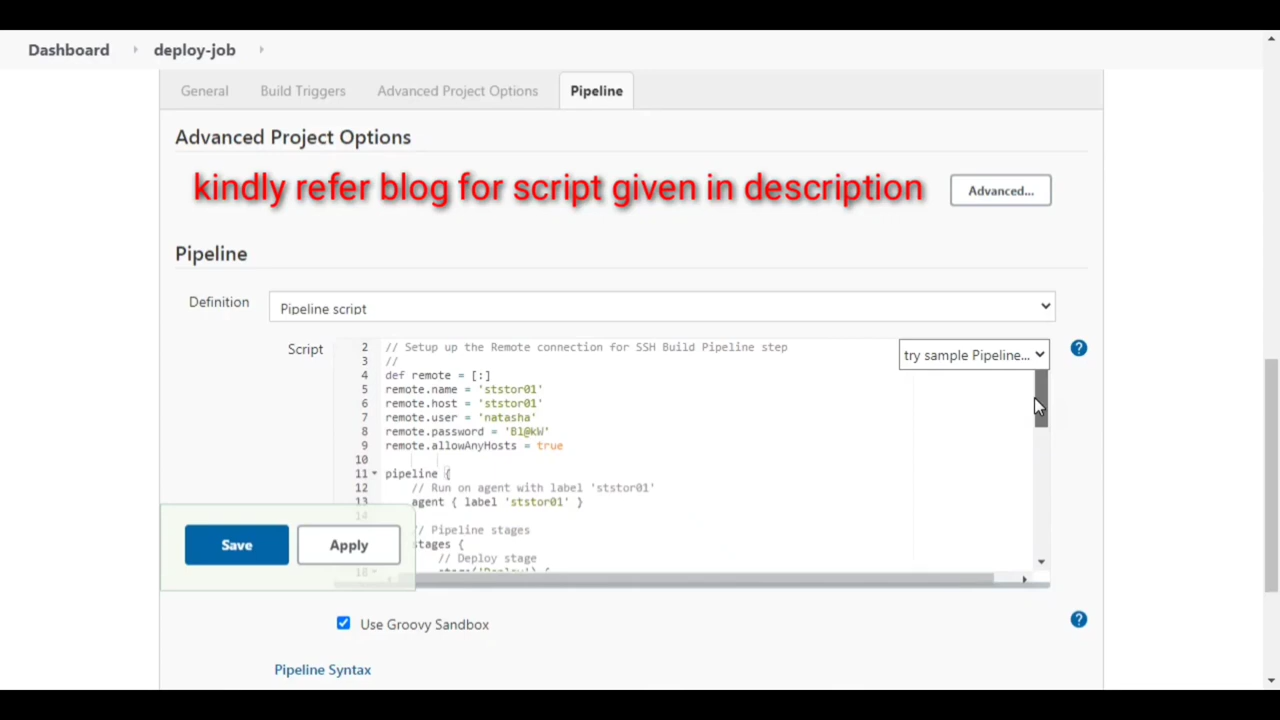 Dashboard deploy-job
General Build Triggers Advanced Project Options Pipeline
Advanced Project Options
kindly refer blog for script given in description
Advanced...
Pipeline
Definition
Pipeline script
Script
try sample Pipeline...
2 // Setup up the Remote connection for SSH Build Pipeline step
3 //
4 def remote = [:]
5 remote.name = 'ststor01'
6 remote.host = 'ststor01'
7 remote.user = 'natasha'
8 remote.password = 'Bl@kW'
9 remote.allowAnyHosts = true
10
11 pipeline {
12 // Run on agent with label 'ststor01'
13 agent { label 'ststor01' }
14
// Pipeline stages
stages {
// Deploy stage
16 stage('Deploy') {
Save Apply
Use Groovy Sandbox
Pipeline Syntax